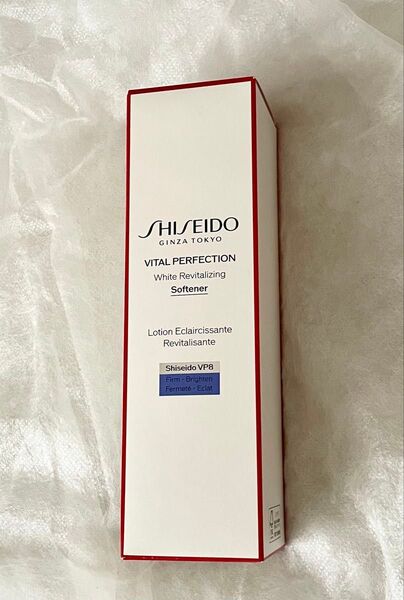 SHISEIDO
GINZA TOKYO
VITAL PERFECTION
White Revitalizing
Softener
Lotion Eclaircissante
Revitalisante
Shiseido VP8
Firm - Brighten
Fermeté - Eclat